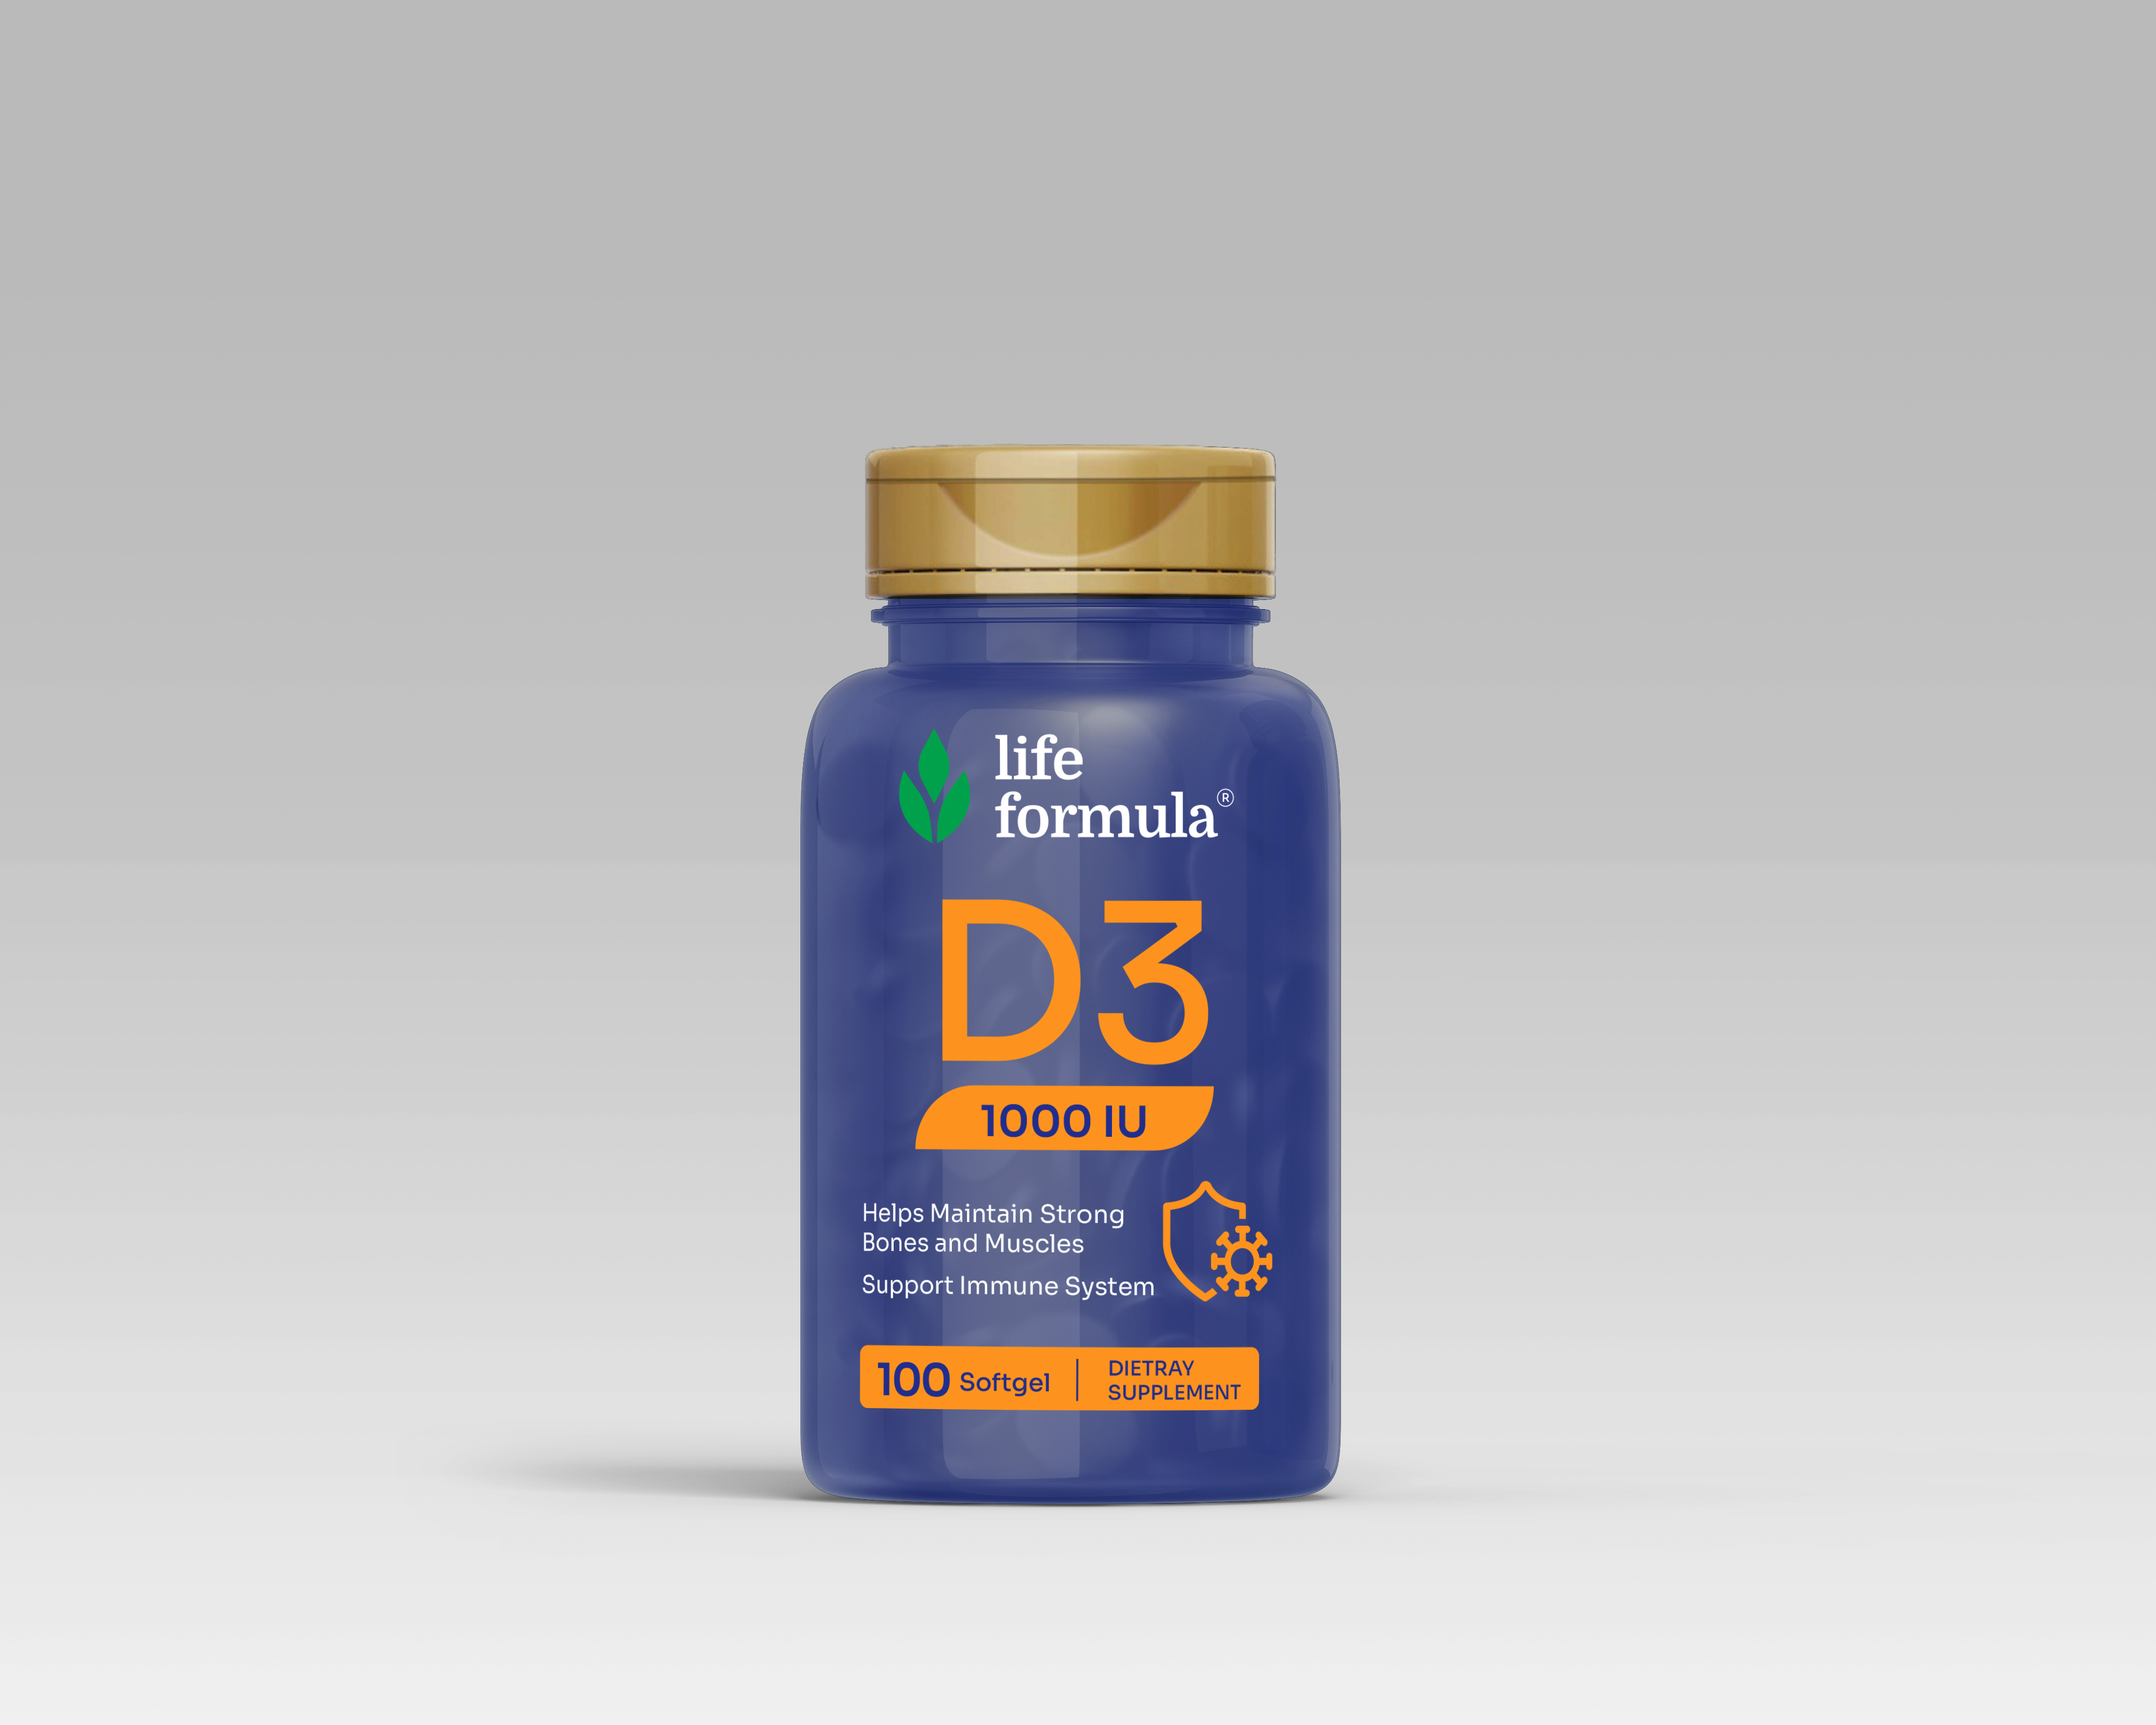 life
formula®
D3
1000 IU
Helps Maintain Strong
Bones and Muscles
Support Immune System
100 Softgel
DIETRAY
SUPPLEMENT